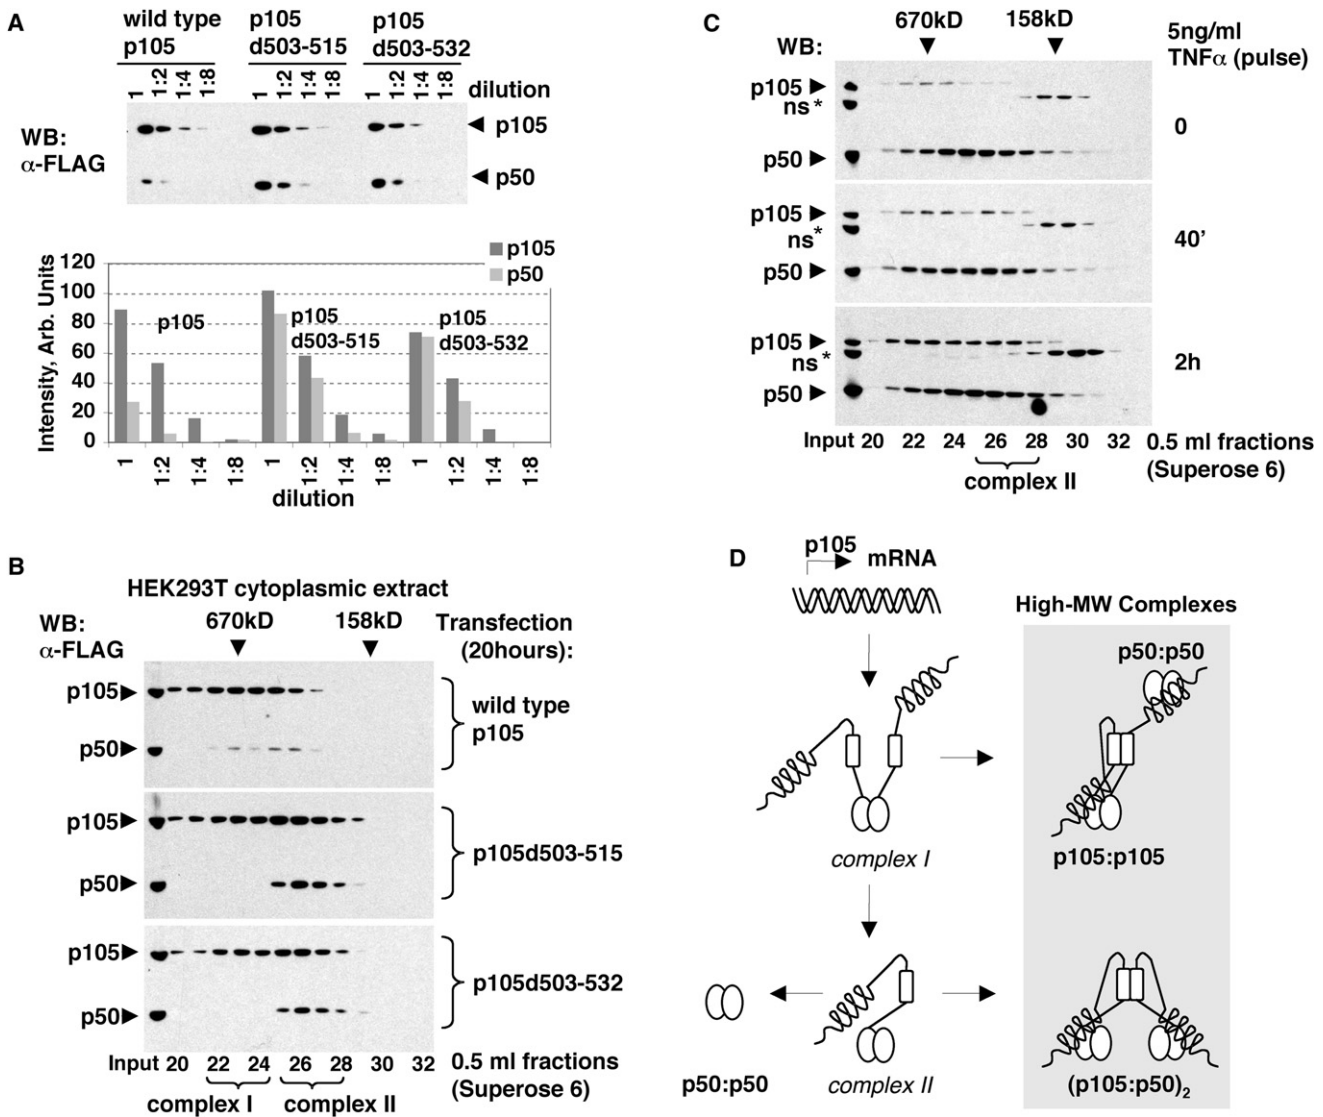 A
wild type
p105
p105
d503-515
p105
d503-532
1 1:2 1:4 1:8 1 1:2 1:4 1:8 1 1:2 1:4 1:8 dilution
WB:
α-FLAG
p105
p50
p105
p50
Intensity, Arb. Units
120
100
80
60
40
20
0
p105
p105
d503-515
p105
d503-532
1 1:2 1:4 1:8 1 1:2 1:4 1:8 1 1:2 1:4 1:8
dilution
B
HEK293T cytoplasmic extract
WB:
α-FLAG
670kD 158kD
Transfection
(20hours):
p105
p50
wild type
p105
p105
p50
p105d503-515
p105
p50
p105d503-532
Input 20 22 24 26 28 30 32
0.5 ml fractions
(Superose 6)
complex I complex II
C
WB:
670kD 158kD
5ng/ml
TNFα (pulse)
p105
ns*
p50
0
p105
ns*
p50
40'
p105
ns*
p50
2h
Input 20 22 24 26 28 30 32
0.5 ml fractions
(Superose 6)
complex II
D
p105
mRNA
High-MW Complexes
p50:p50
complex I
p105:p105
p50:p50
complex II
(p105:p50)2